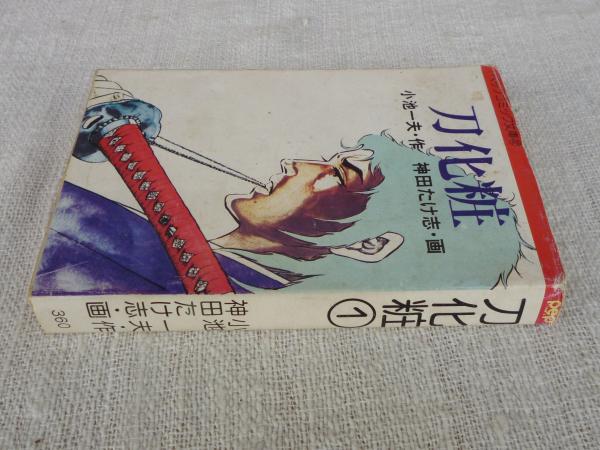 刀化粧
小池一夫・作
神田たけ志・画
刀化粧①
小池一夫・作
神田たけ志・画
360